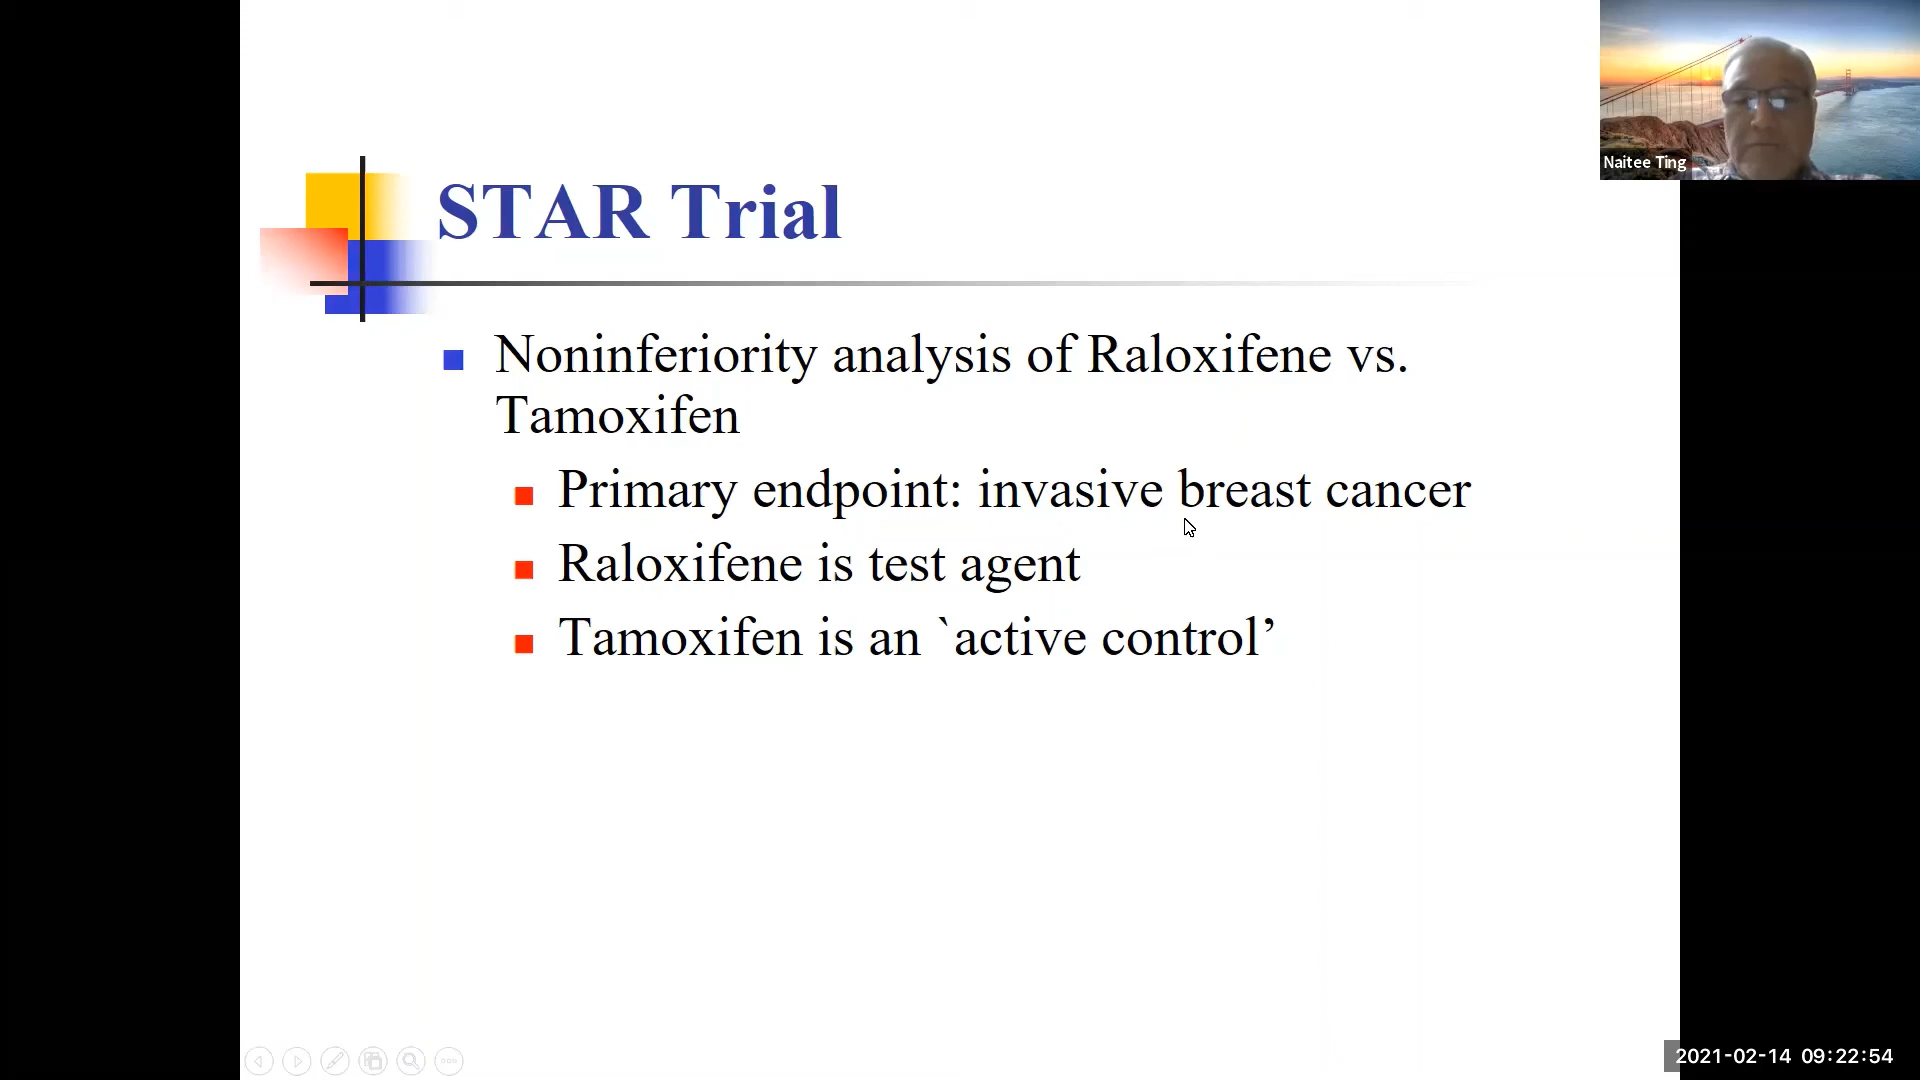 Naitee Ting
STAR Trial
Noninferiority analysis of Raloxifene vs.
Tamoxifen
Primary endpoint: invasive breast cancer
Raloxifene is test agent
Tamoxifen is an `active control’
2021-02-14 09:22:54